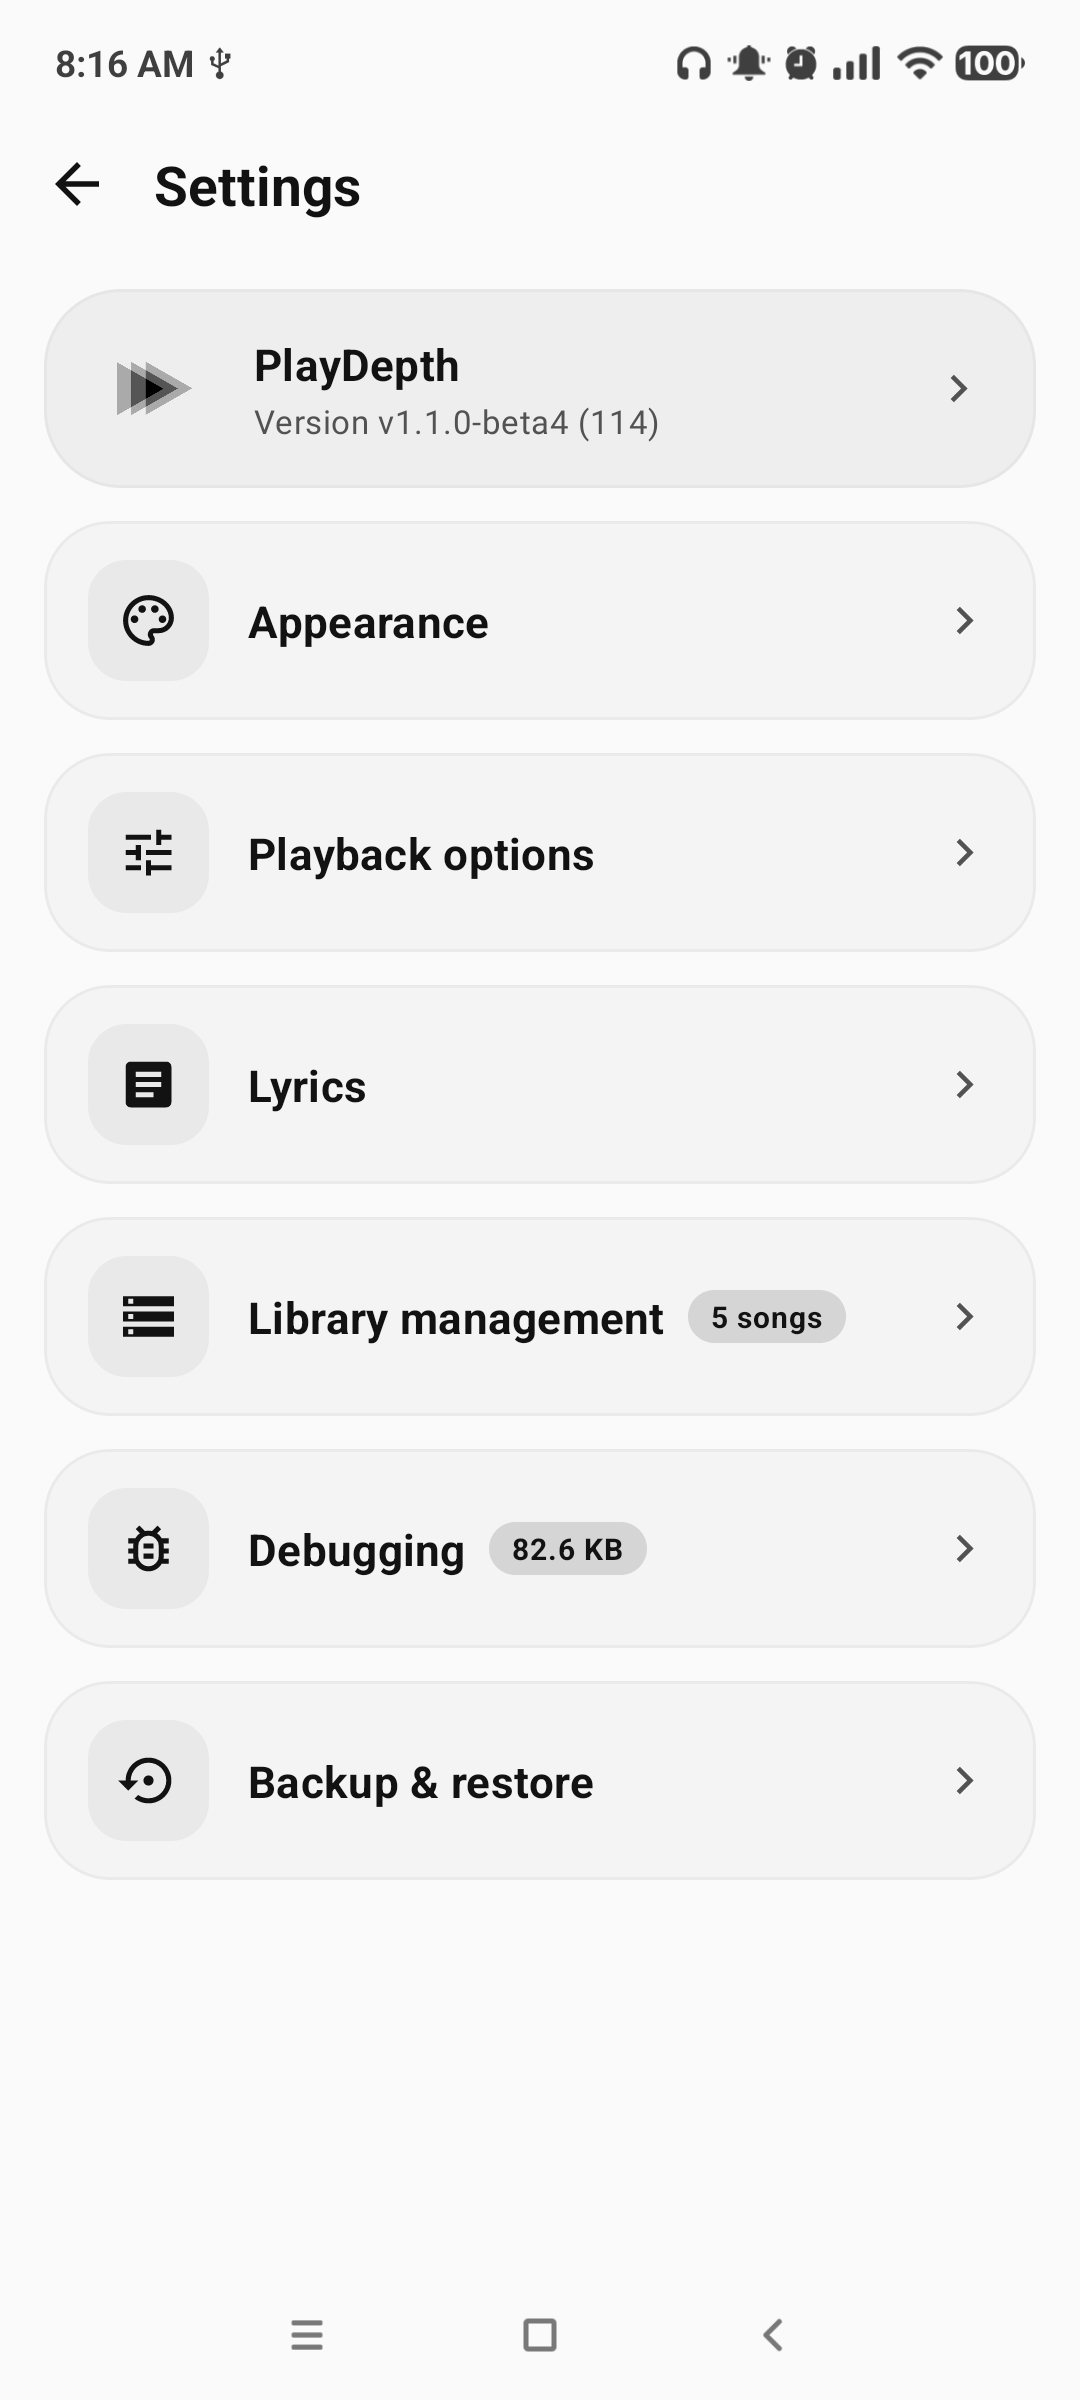 8:16 AM
100
Settings
PlayDepth
Version v1.1.0-beta4 (114)
Appearance
Playback options
Lyrics
Library management 5 songs
Debugging 82.6 KB
Backup & restore